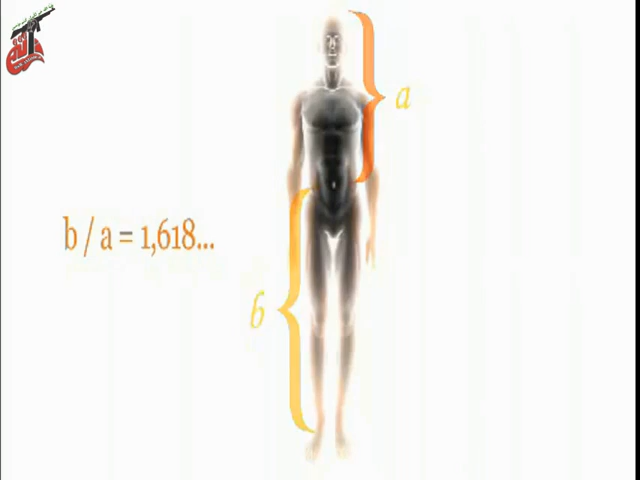 a
b / a = 1,618...
b